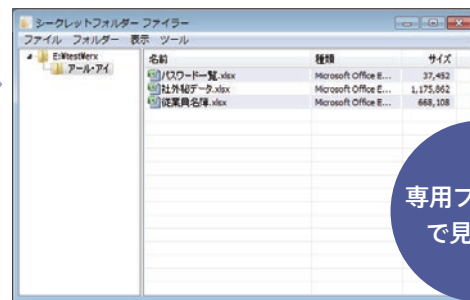 シークレットフォルダー ファイラー
ファイル フォルダー 表示 ツール
E:¥test¥erx
アール・アイ
名前 種類 サイズ
パスワード一覧.xlsx Microsoft Office E... 37,452
社外秘データ.xlsx Microsoft Office E... 1,175,862
従業員名簿.xlsx Microsoft Office E... 668,108
専用フ
で見